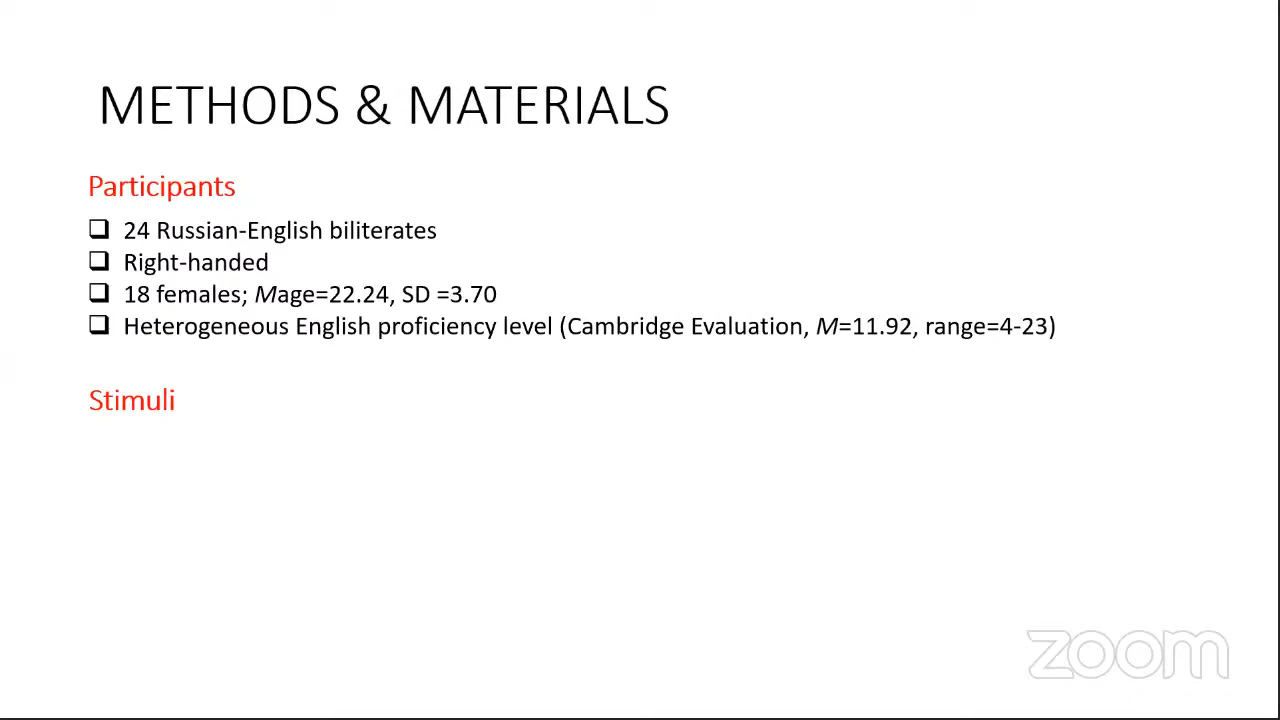 METHODS & MATERIALS
Participants
❑ 24 Russian-English biliterates
❑ Right-handed
❑ 18 females; Mage=22.24, SD =3.70
❑ Heterogeneous English proficiency level (Cambridge Evaluation, M=11.92, range=4-23)
Stimuli
zoom